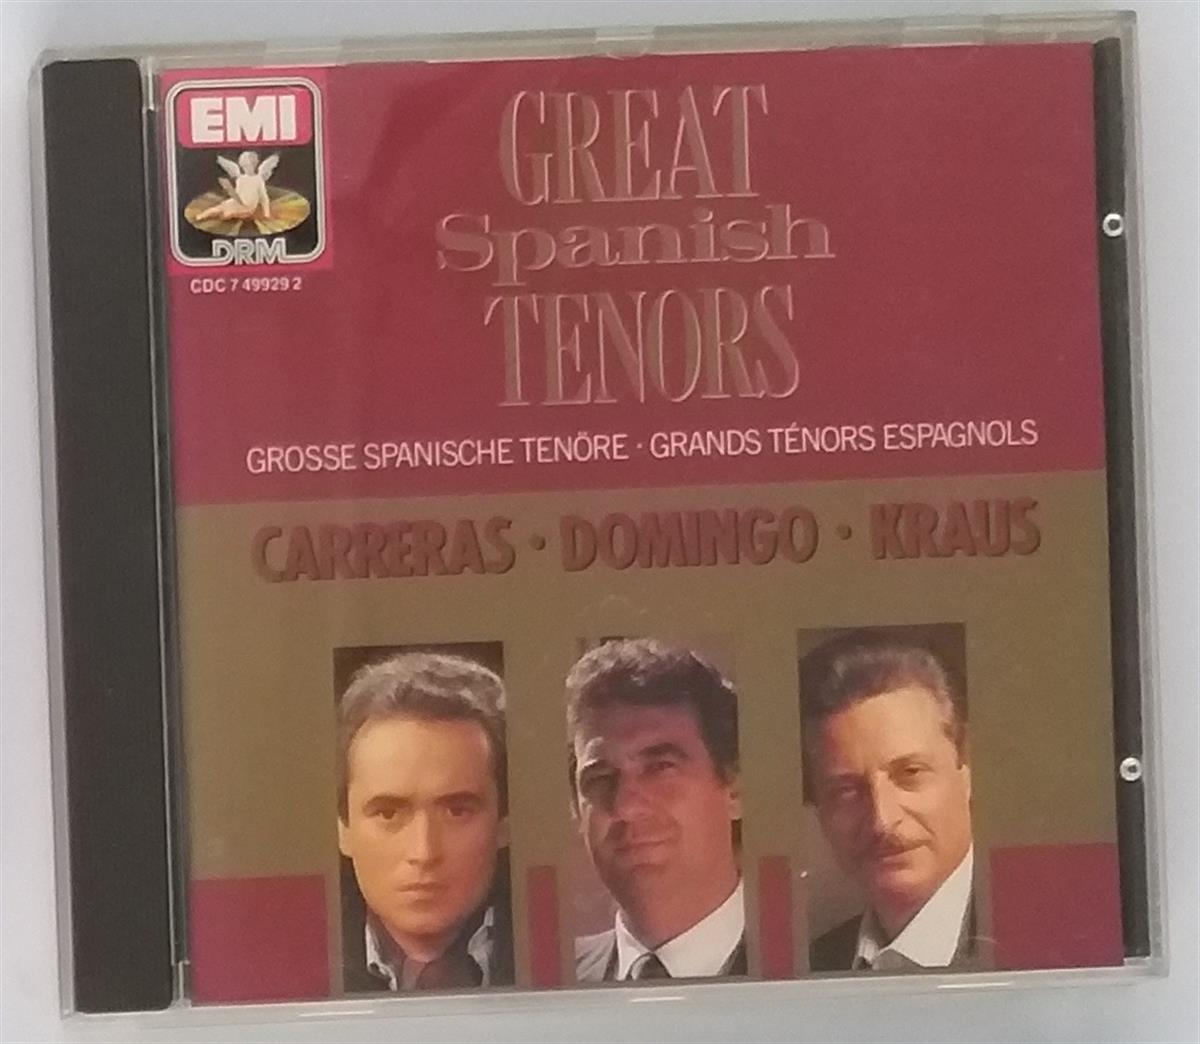 EMI
DRM
CDC 7 49929 2
GREAT
Spanish
TENORS
GROSSE SPANISCHE TENÖRE · GRANDS TÉNORS ESPAGNOLS
CARRERAS · DOMINGO · KRAUS